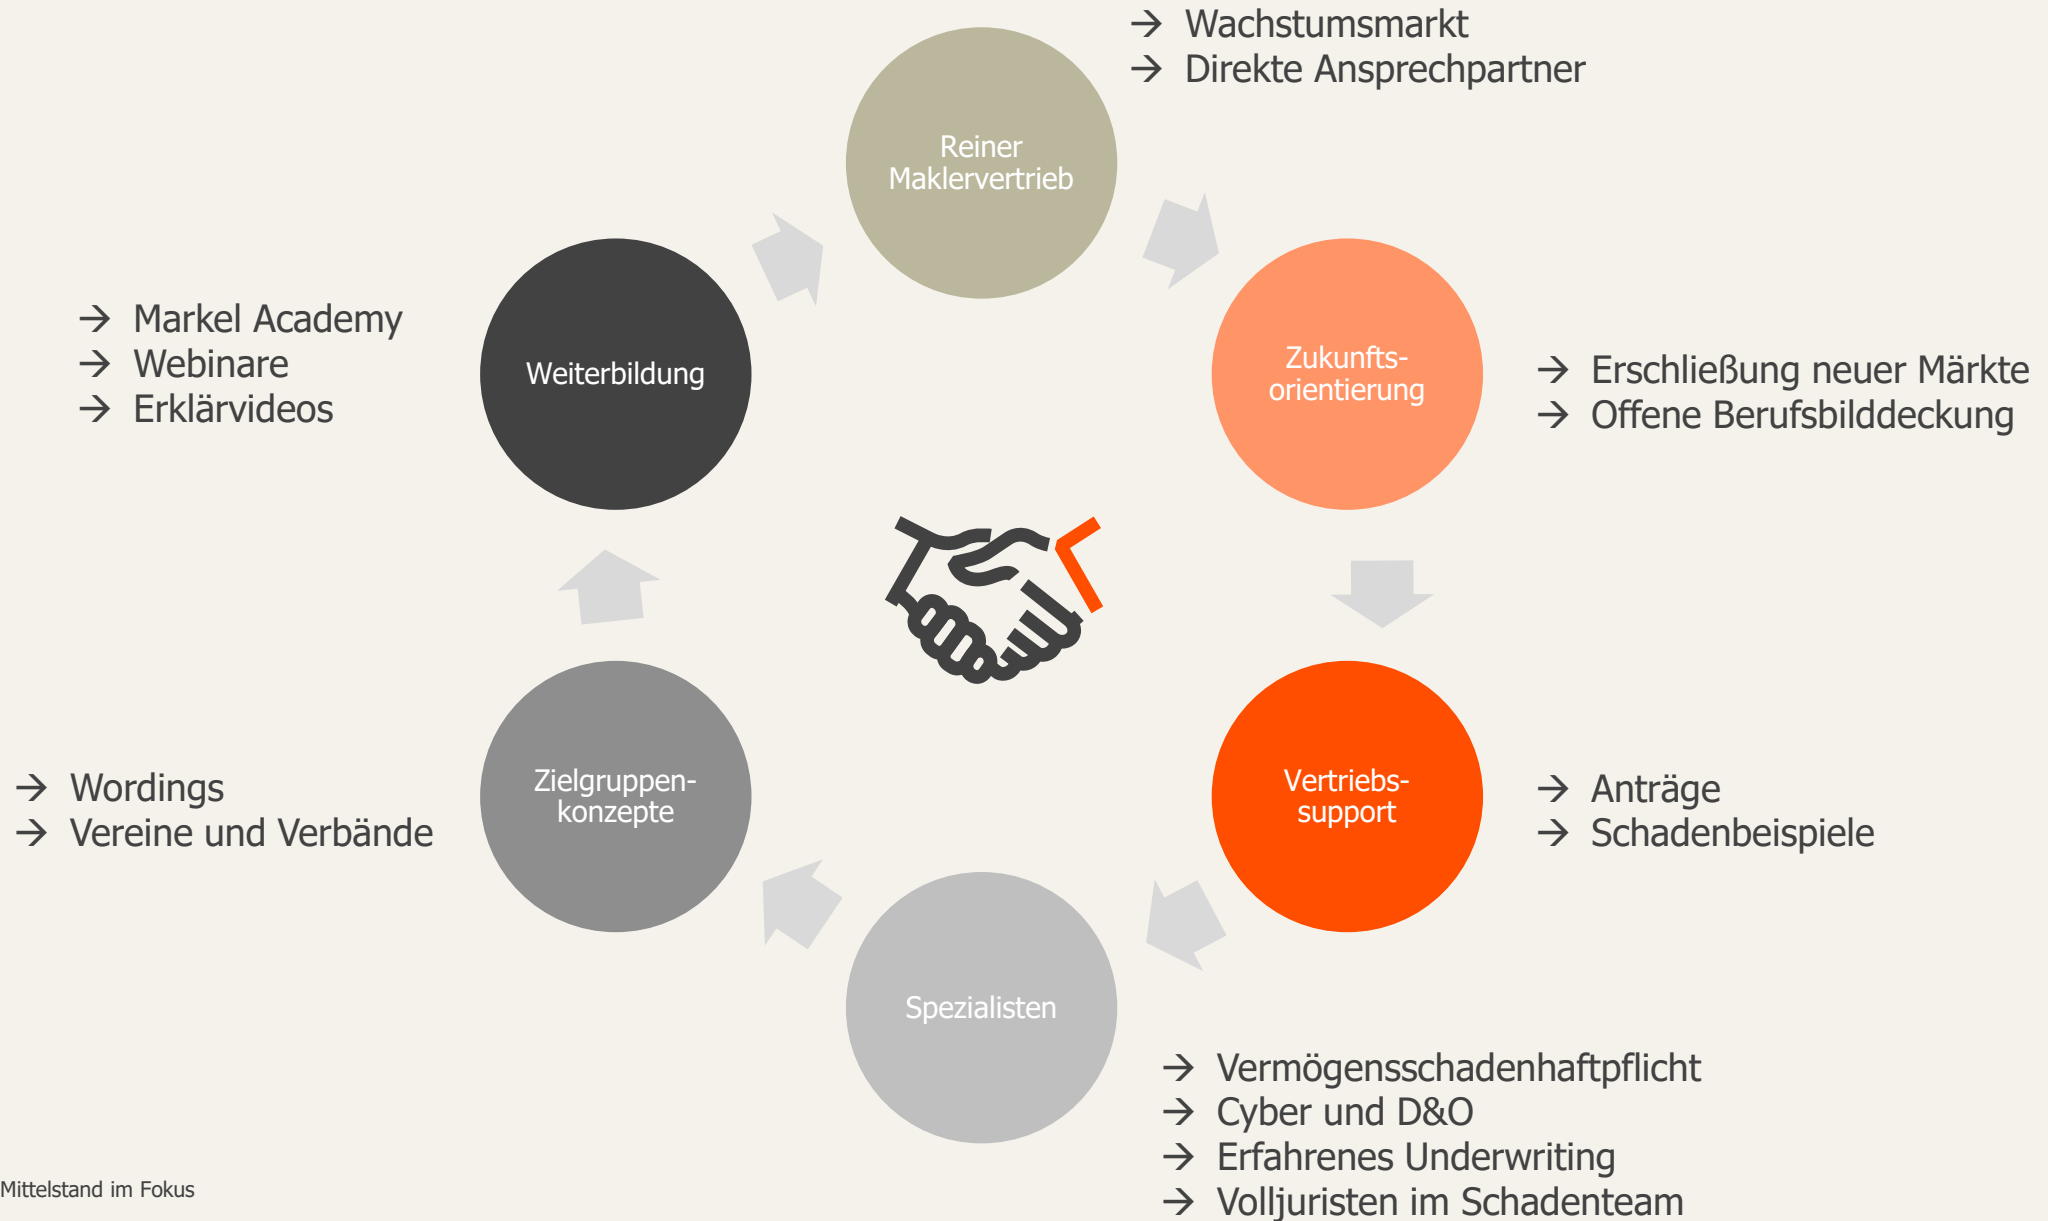 → Wachstumsmarkt
→ Direkte Ansprechpartner
Reiner
Maklervertrieb
Zukunfts-
orientierung
→ Erschließung neuer Märkte
→ Offene Berufsbilddeckung
Vertriebs-
support
→ Anträge
→ Schadenbeispiele
Spezialisten
→ Vermögensschadenhaftpflicht
→ Cyber und D&O
→ Erfahrenes Underwriting
→ Volljuristen im Schadenteam
Zielgruppen-
konzepte
→ Wordings
→ Vereine und Verbände
Weiterbildung
→ Markel Academy
→ Webinare
→ Erklärvideos
Mittelstand im Fokus